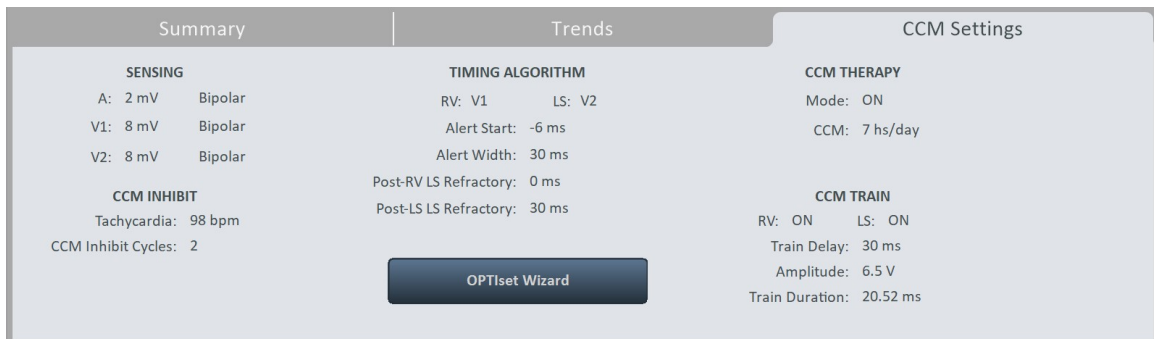 Summary
Trends
CCM Settings
SENSING
A: 2 mV Bipolar
V1: 8 mV Bipolar
V2: 8 mV Bipolar
CCM INHIBIT
Tachycardia: 98 bpm
CCM Inhibit Cycles: 2
TIMING ALGORITHM
RV: V1 LS: V2
Alert Start: -6 ms
Alert Width: 30 ms
Post-RV LS Refractory: 0 ms
Post-LS LS Refractory: 30 ms
OPTIset Wizard
CCM THERAPY
Mode: ON
CCM: 7 hs/day
CCM TRAIN
RV: ON LS: ON
Train Delay: 30 ms
Amplitude: 6.5 V
Train Duration: 20.52 ms